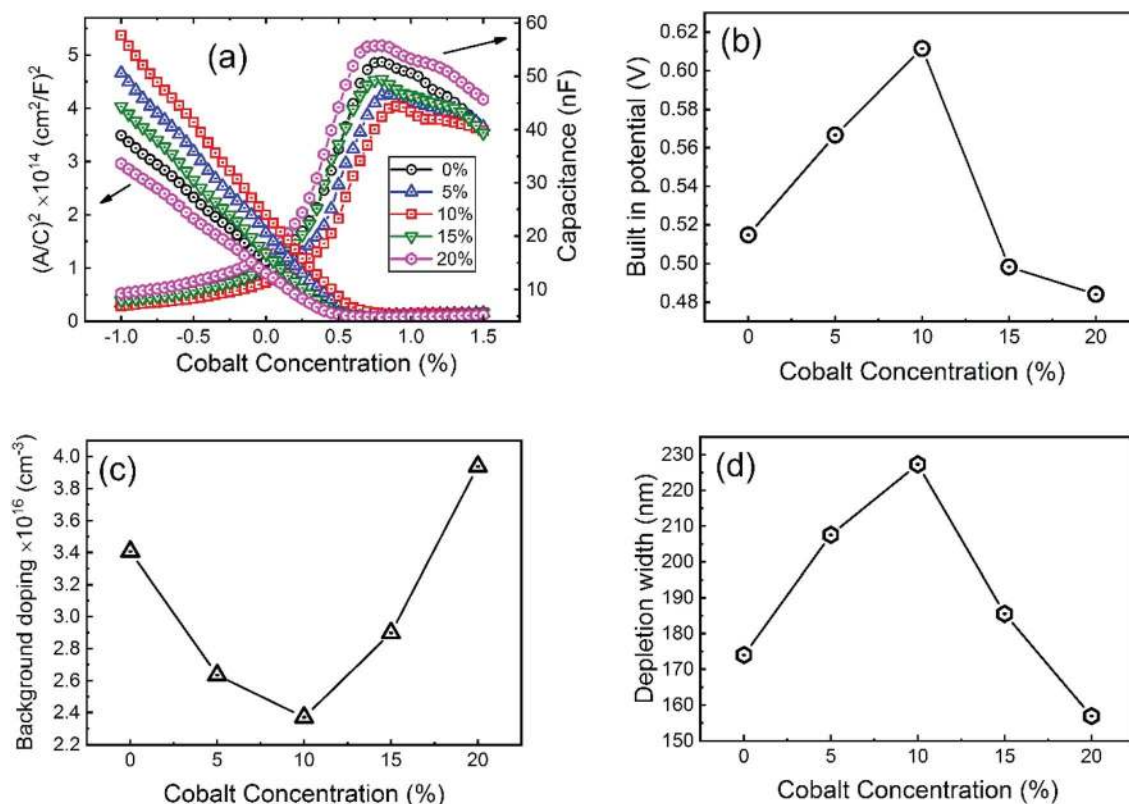 (a)
(A/C)² ×10¹⁴ (cm²/F)²
5
4
3
2
1
0
-1.0 -0.5 0.0 0.5 1.0 1.5
Cobalt Concentration (%)
60
50
40
30
20
10
Capacitance (nF)
0%
5%
10%
15%
20%
(b)
Built in potential (V)
0.62
0.60
0.58
0.56
0.54
0.52
0.50
0.48
0 5 10 15 20
Cobalt Concentration (%)
(c)
Background doping ×10¹⁶ (cm⁻³)
4.0
3.8
3.6
3.4
3.2
3.0
2.8
2.6
2.4
2.2
0 5 10 15 20
Cobalt Concentration (%)
(d)
Depletion width (nm)
230
220
210
200
190
180
170
160
150
0 5 10 15 20
Cobalt Concentration (%)